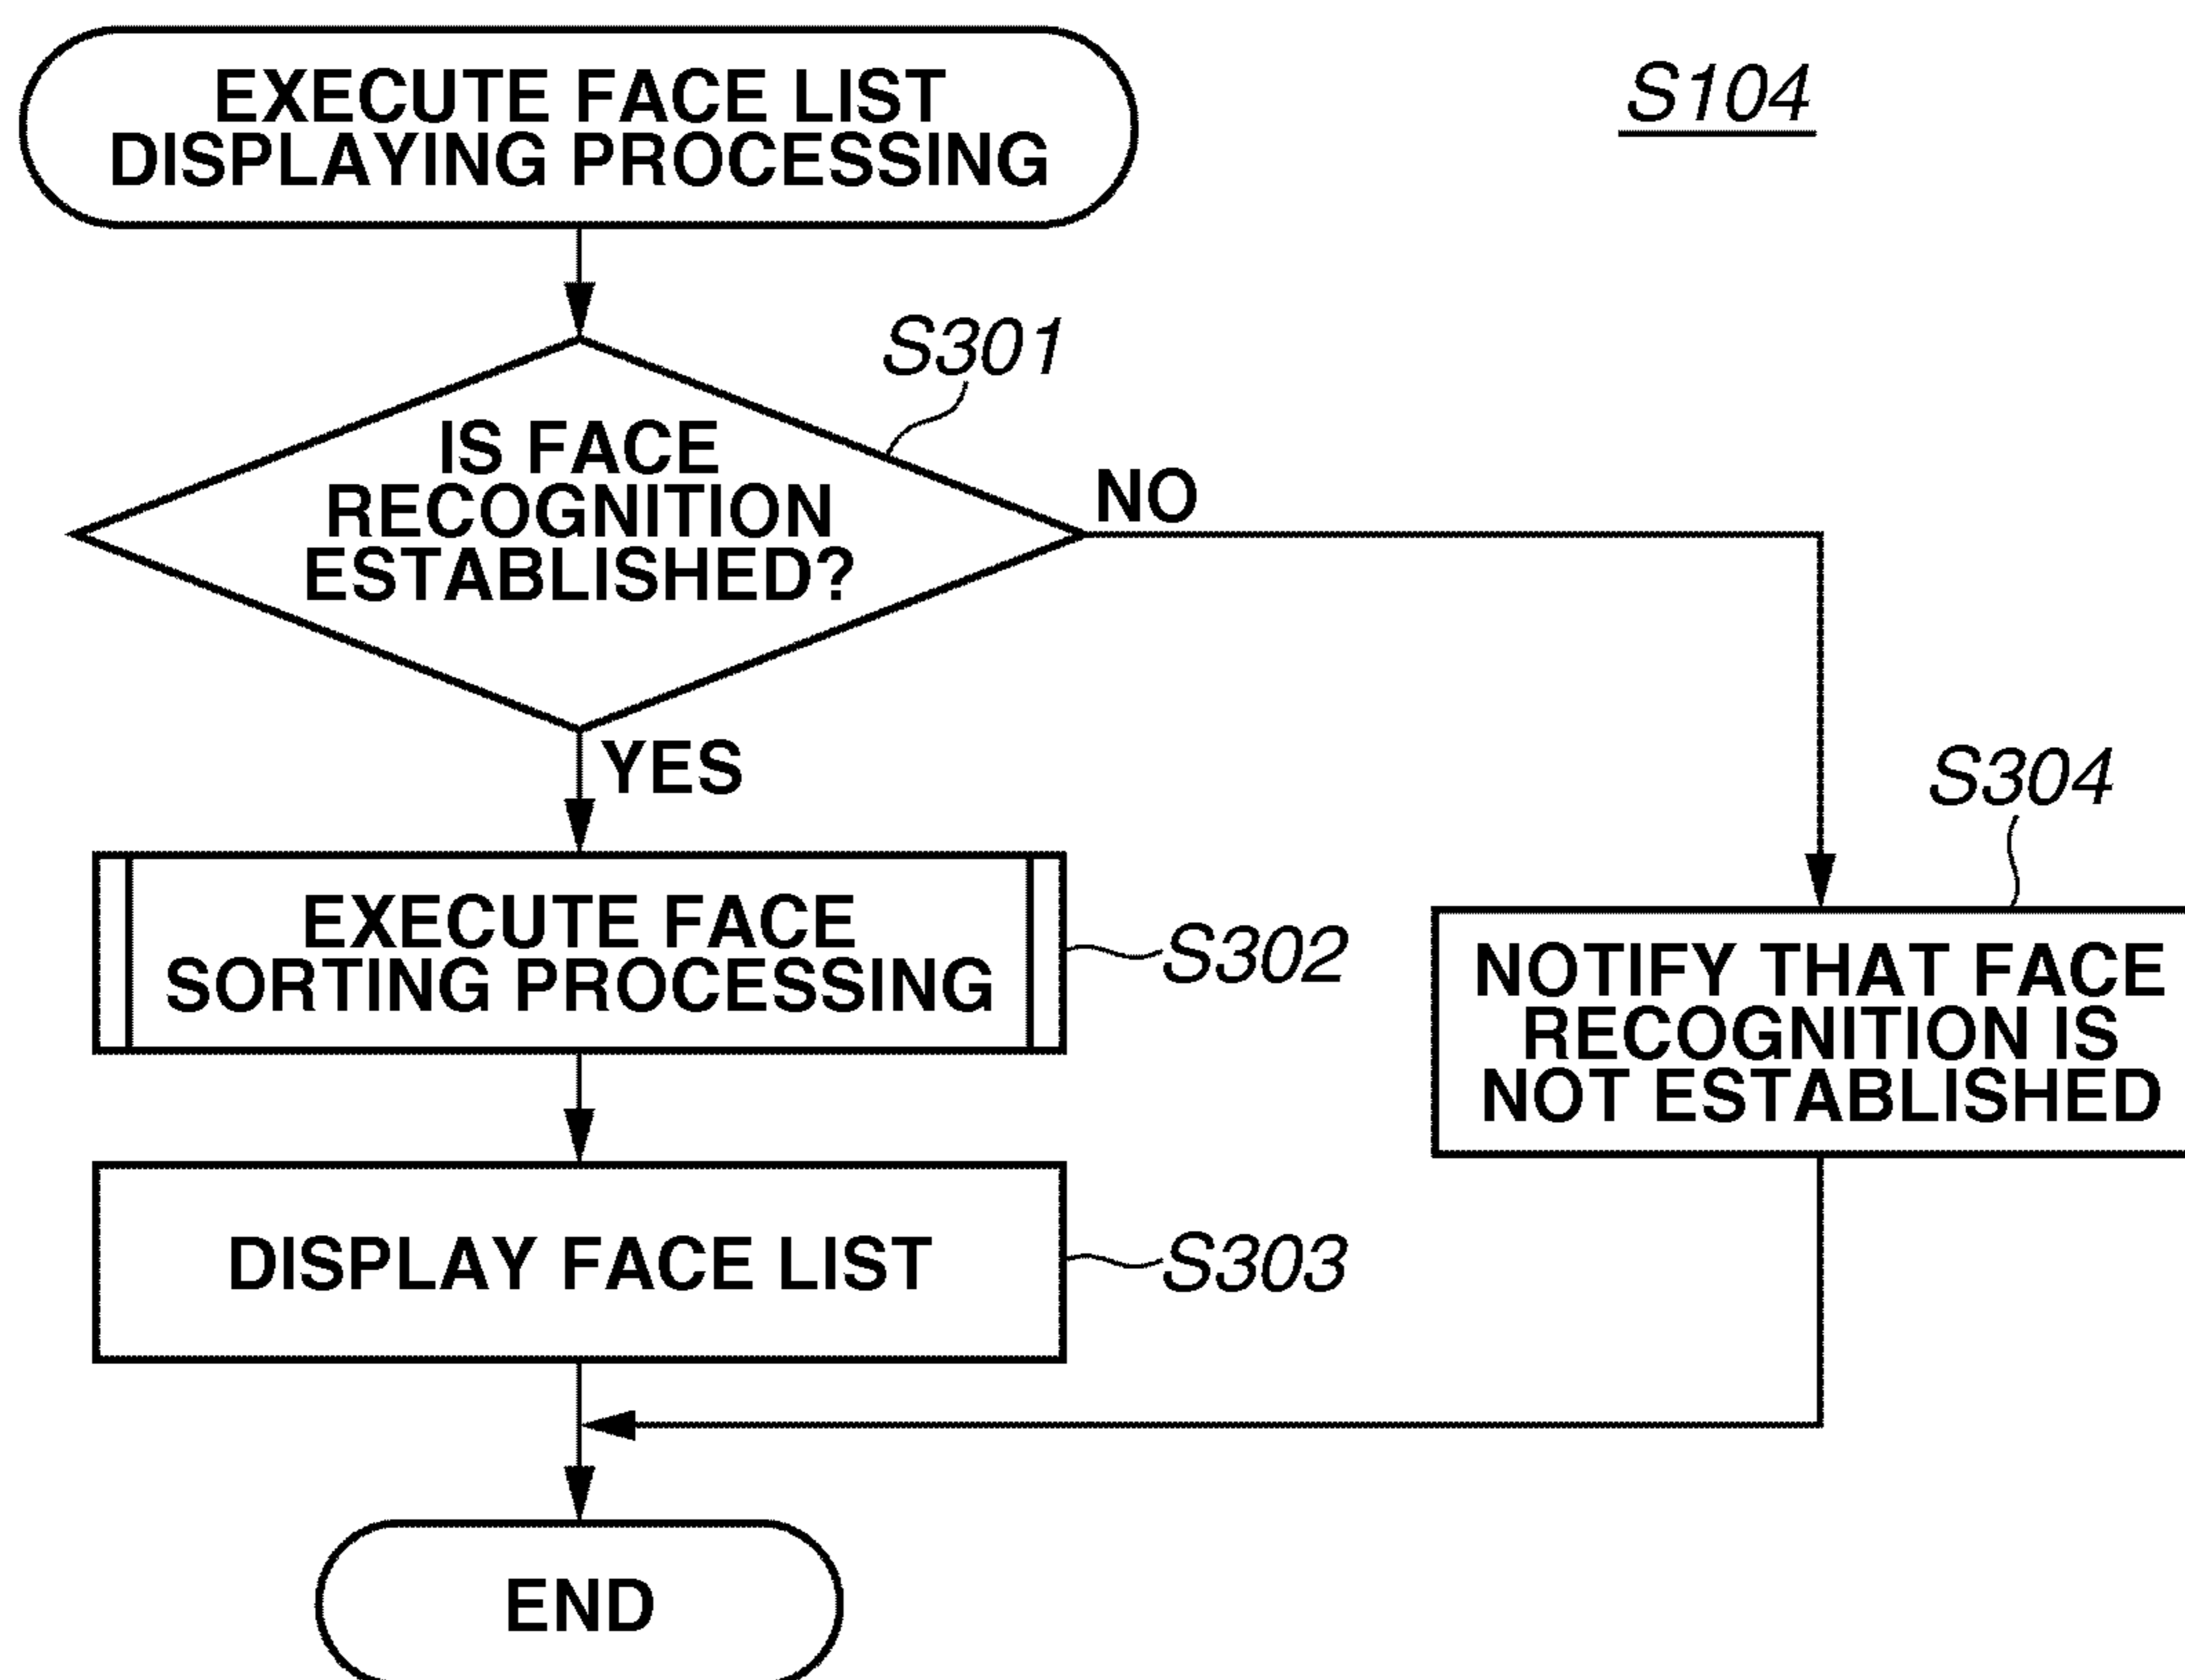 EXECUTE FACE LIST
DISPLAYING PROCESSING
S104
S301
IS FACE
RECOGNITION
ESTABLISHED?
NO
YES
S304
EXECUTE FACE
SORTING PROCESSING
S302
NOTIFY THAT FACE
RECOGNITION IS
NOT ESTABLISHED
DISPLAY FACE LIST
S303
END